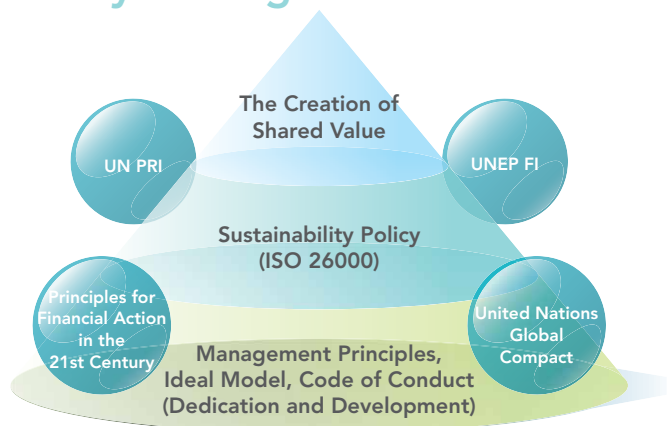 The Creation of
Shared Value
UN PRI
UNEP FI
Sustainability Policy
(ISO 26000)
Principles for
Financial Action
in the
21st Century
United Nations
Global
Compact
Management Principles,
Ideal Model, Code of Conduct
(Dedication and Development)